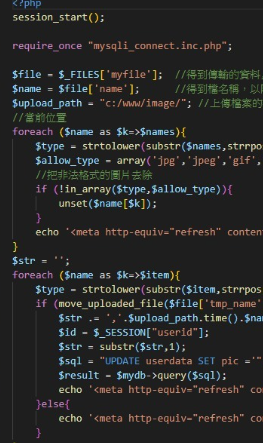 <?php
session_start();
require_once "mysqli_connect.inc.php";
$file = $_FILES['myfile'];  //得到傳輸的資料
$name = $file['name'];      //得到檔名稱，以
$upload_path = "c:/www/image/"; //上傳檔案的
//當前位置
foreach ($name as $k=>$names){
$type = strtolower(substr($names,strrpos
$allow_type = array('jpg','jpeg','gif',
//把非法格式的圖片去除
if (!in_array($type,$allow_type)){
unset($name[$k]);
}
echo '<meta http-equiv="refresh" conten
}
$str = '';
foreach ($name as $k=>$item){
$type = strtolower(substr($item,strrpos
if (move_uploaded_file($file['tmp_name'
$str .= ','.$upload_path.time().$nam
$id = $_SESSION["userid"];
$str = substr($str,1);
$sql = "UPDATE userdata SET pic ='"
$result = $mydb->query($sql);
echo '<meta http-equiv="refresh" co
}else{
echo '<meta http-equiv="refresh" co
}